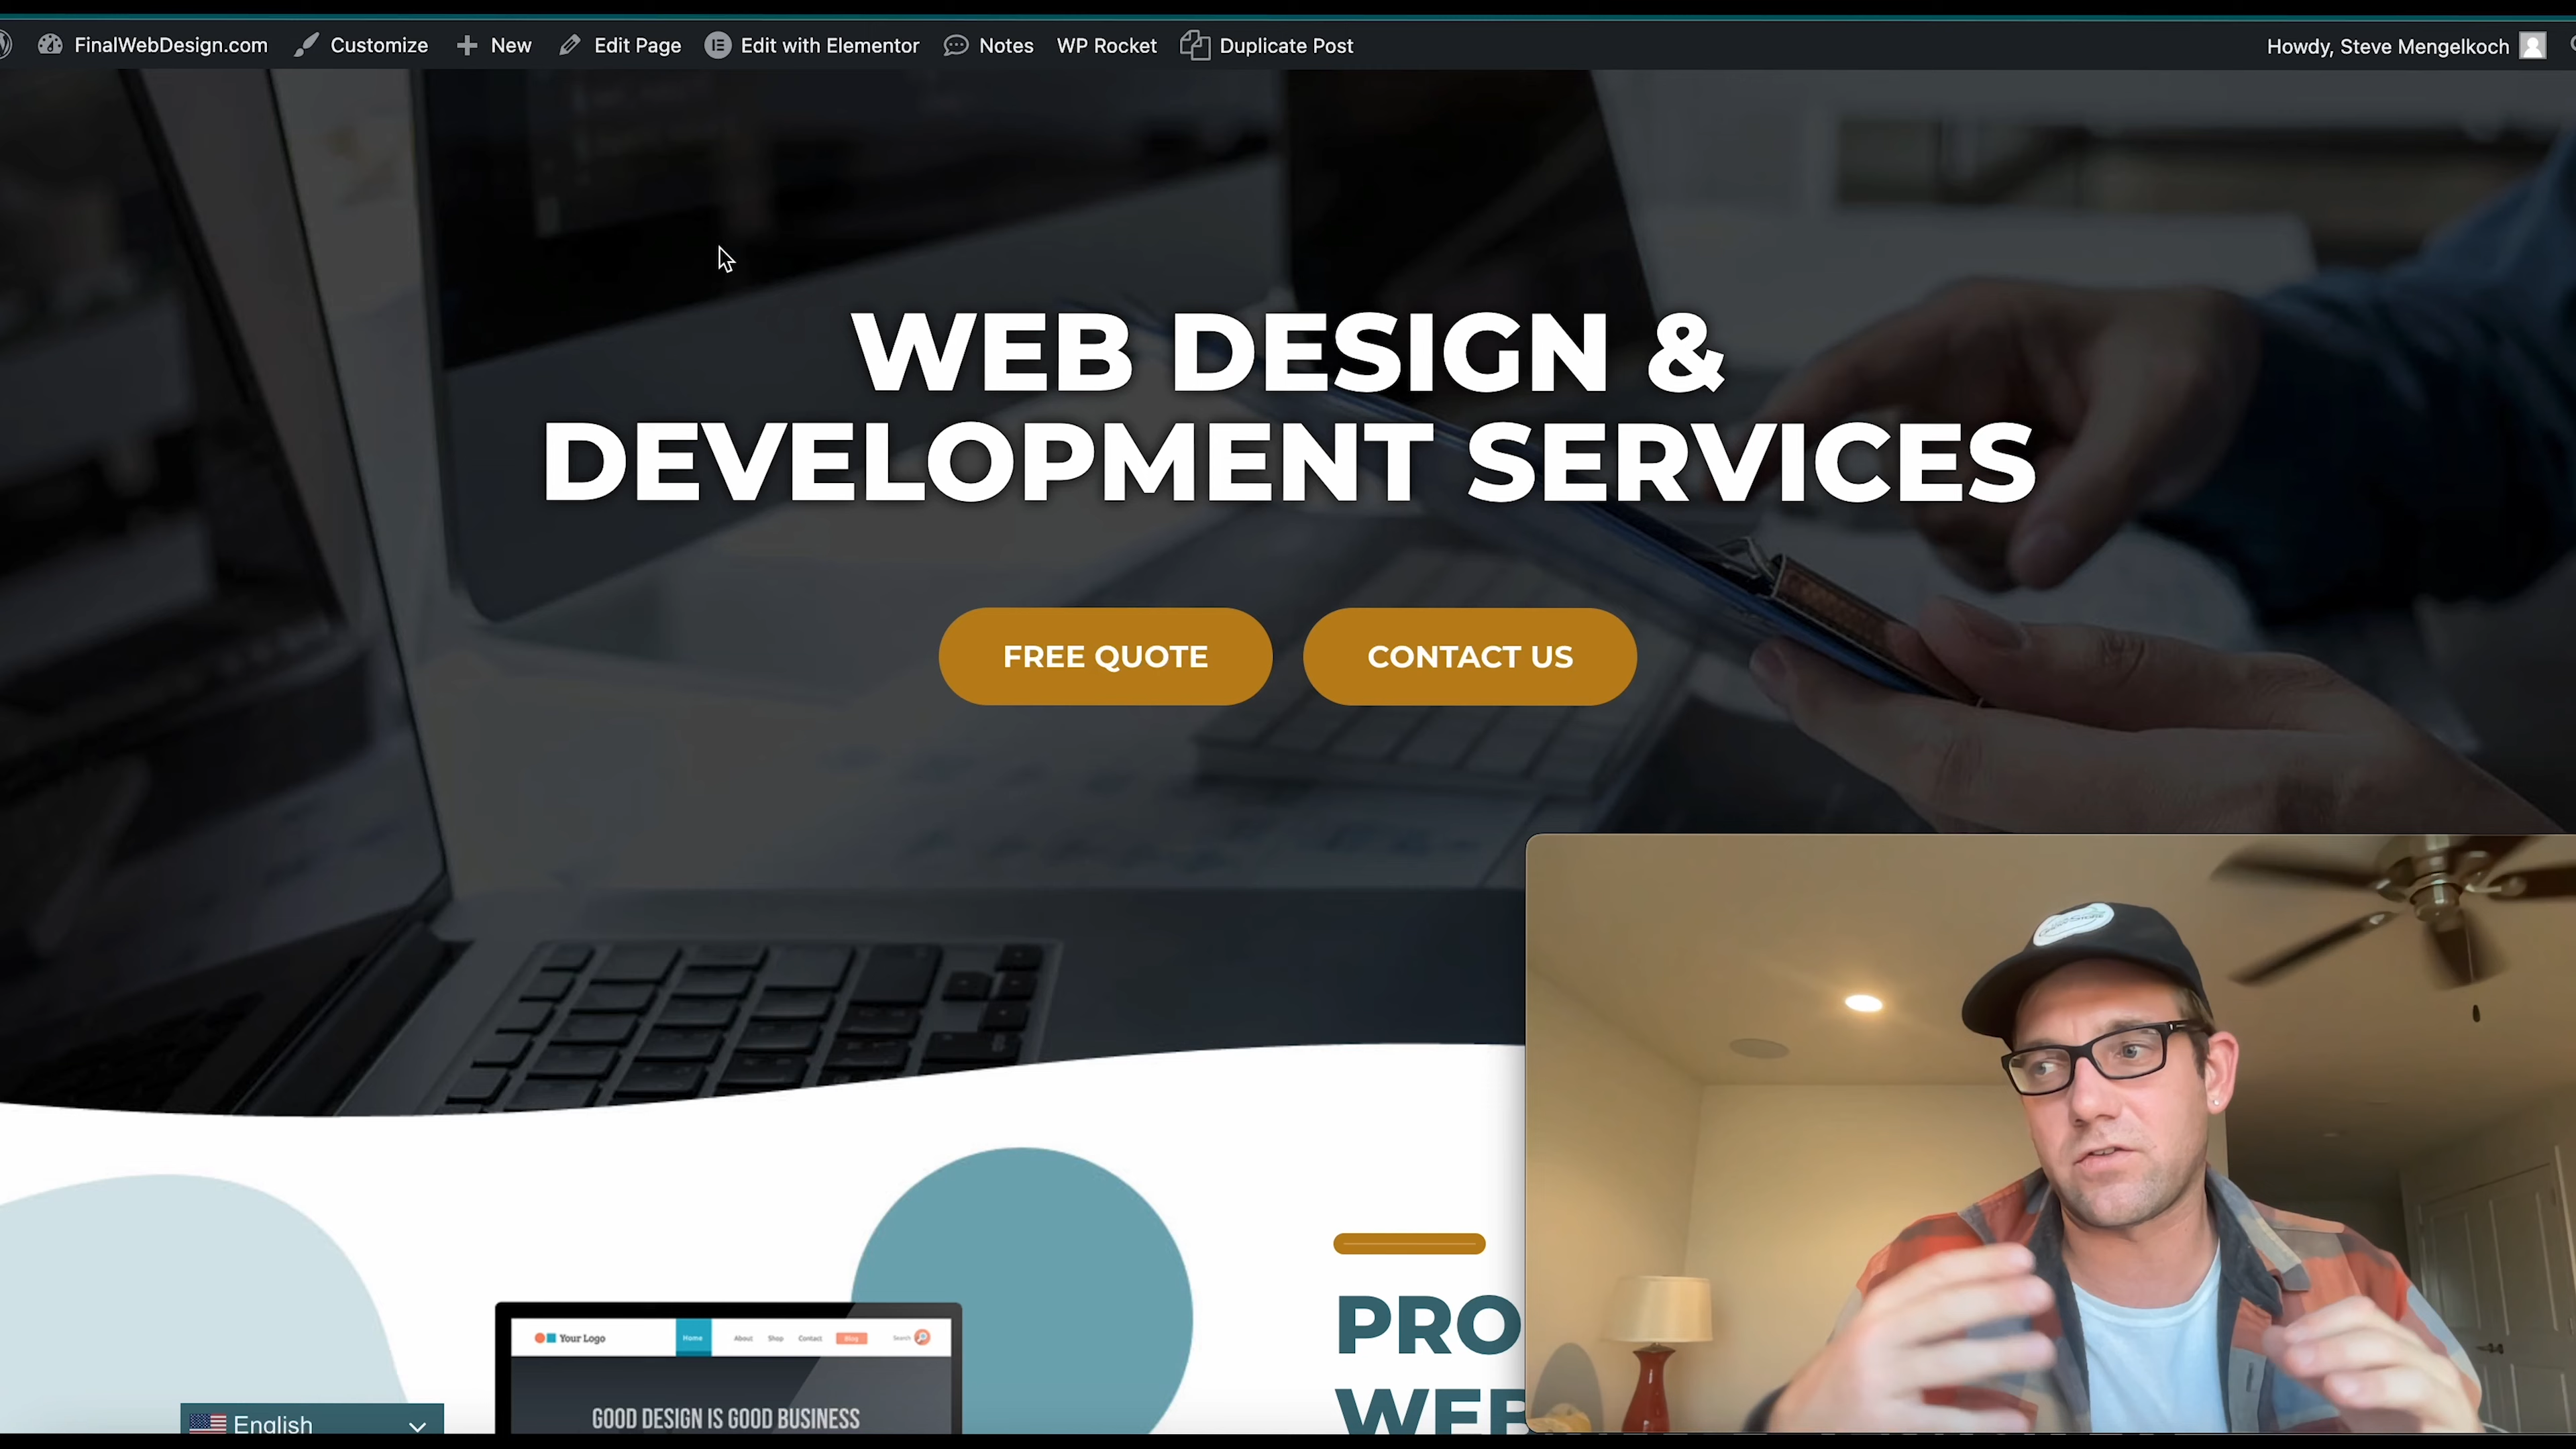 FinalWebDesign.com Customize New Edit Page Edit with Elementor Notes WP Rocket Duplicate Post Howdy, Steve Mengelkoch
WEB DESIGN &
DEVELOPMENT SERVICES
FREE QUOTE CONTACT US
Your Logo Home About Shop Contact Blog Search
GOOD DESIGN IS GOOD BUSINESS
PRO
WEB
English